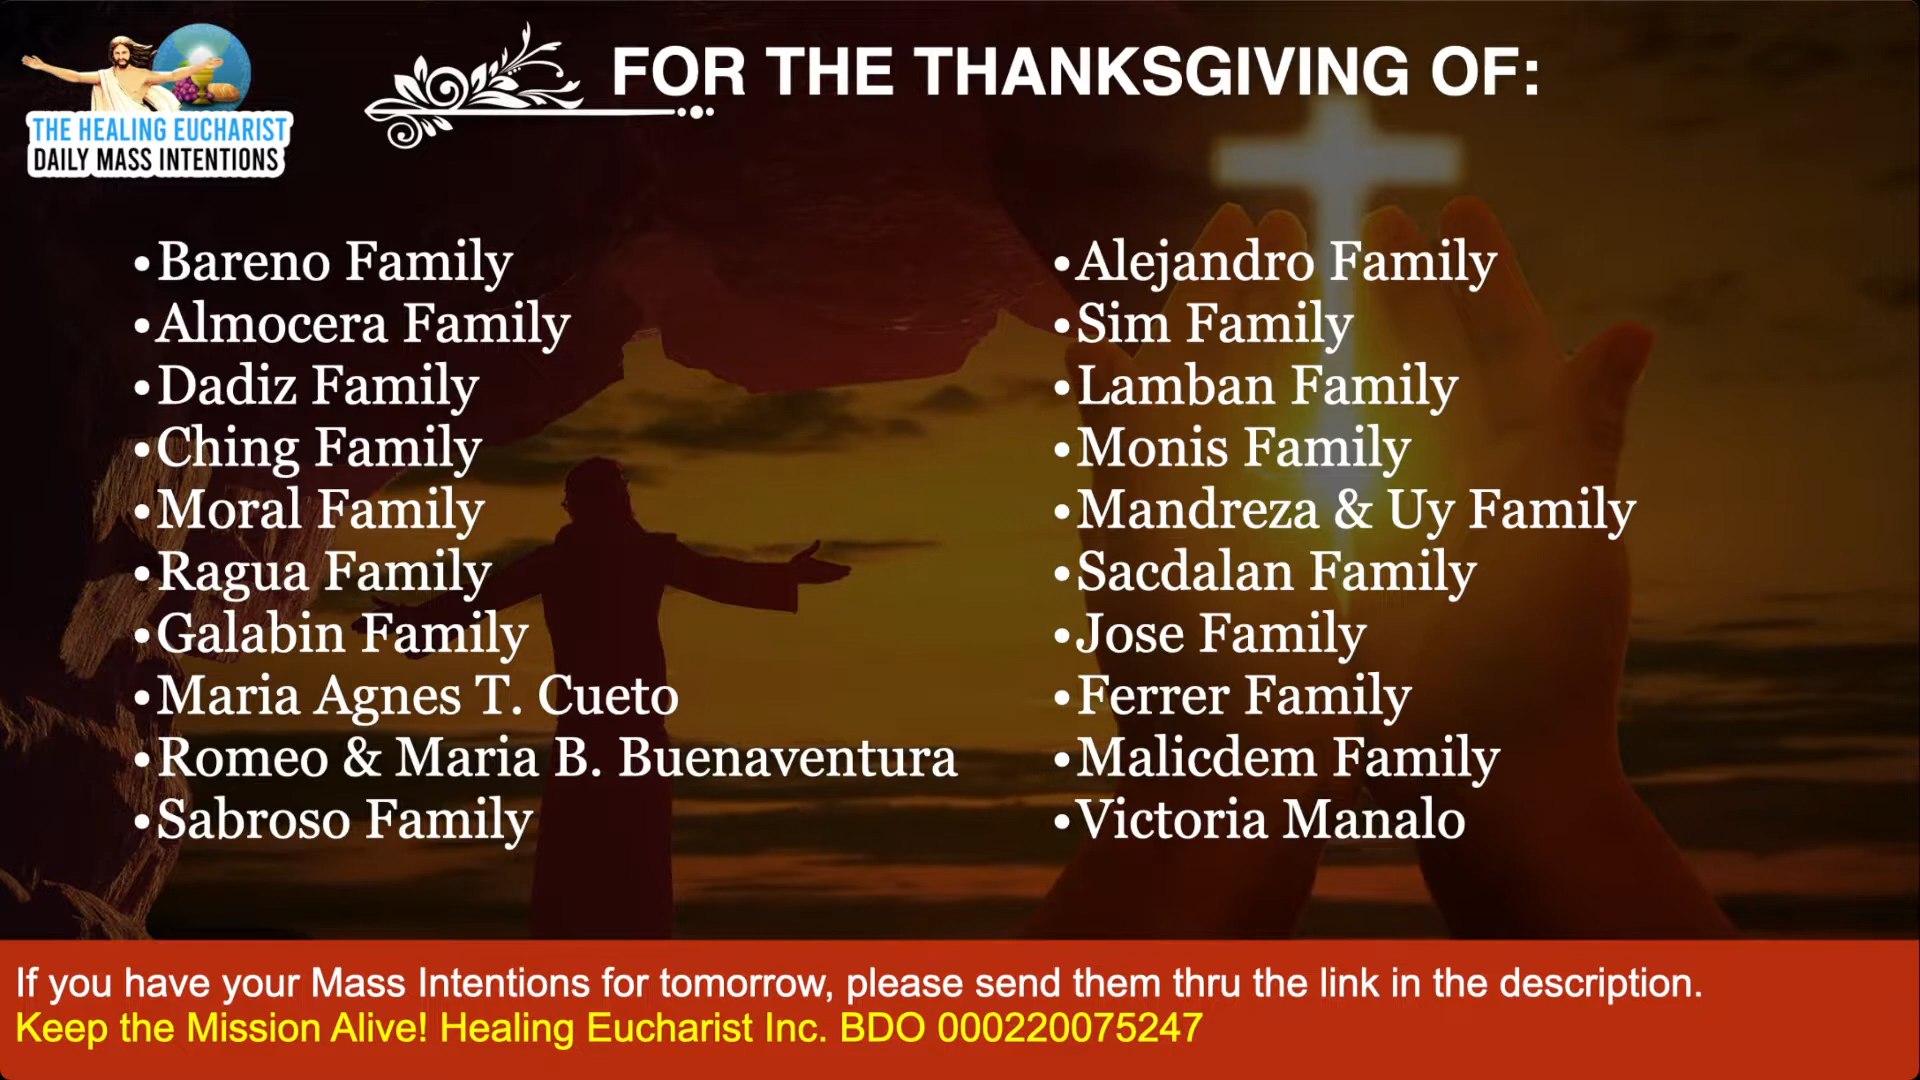 THE HEALING EUCHARIST
DAILY MASS INTENTIONS
FOR THE THANKSGIVING OF:
•Bareno Family
•Almocera Family
•Dadiz Family
•Ching Family
•Moral Family
•Ragua Family
•Galabin Family
•Maria Agnes T. Cueto
•Romeo & Maria B. Buenaventura
•Sabroso Family
•Alejandro Family
•Sim Family
•Lamban Family
•Monis Family
•Mandreza & Uy Family
•Sacdalan Family
•Jose Family
•Ferrer Family
•Malicdem Family
•Victoria Manalo
If you have your Mass Intentions for tomorrow, please send them thru the link in the description.
Keep the Mission Alive! Healing Eucharist Inc. BDO 000220075247